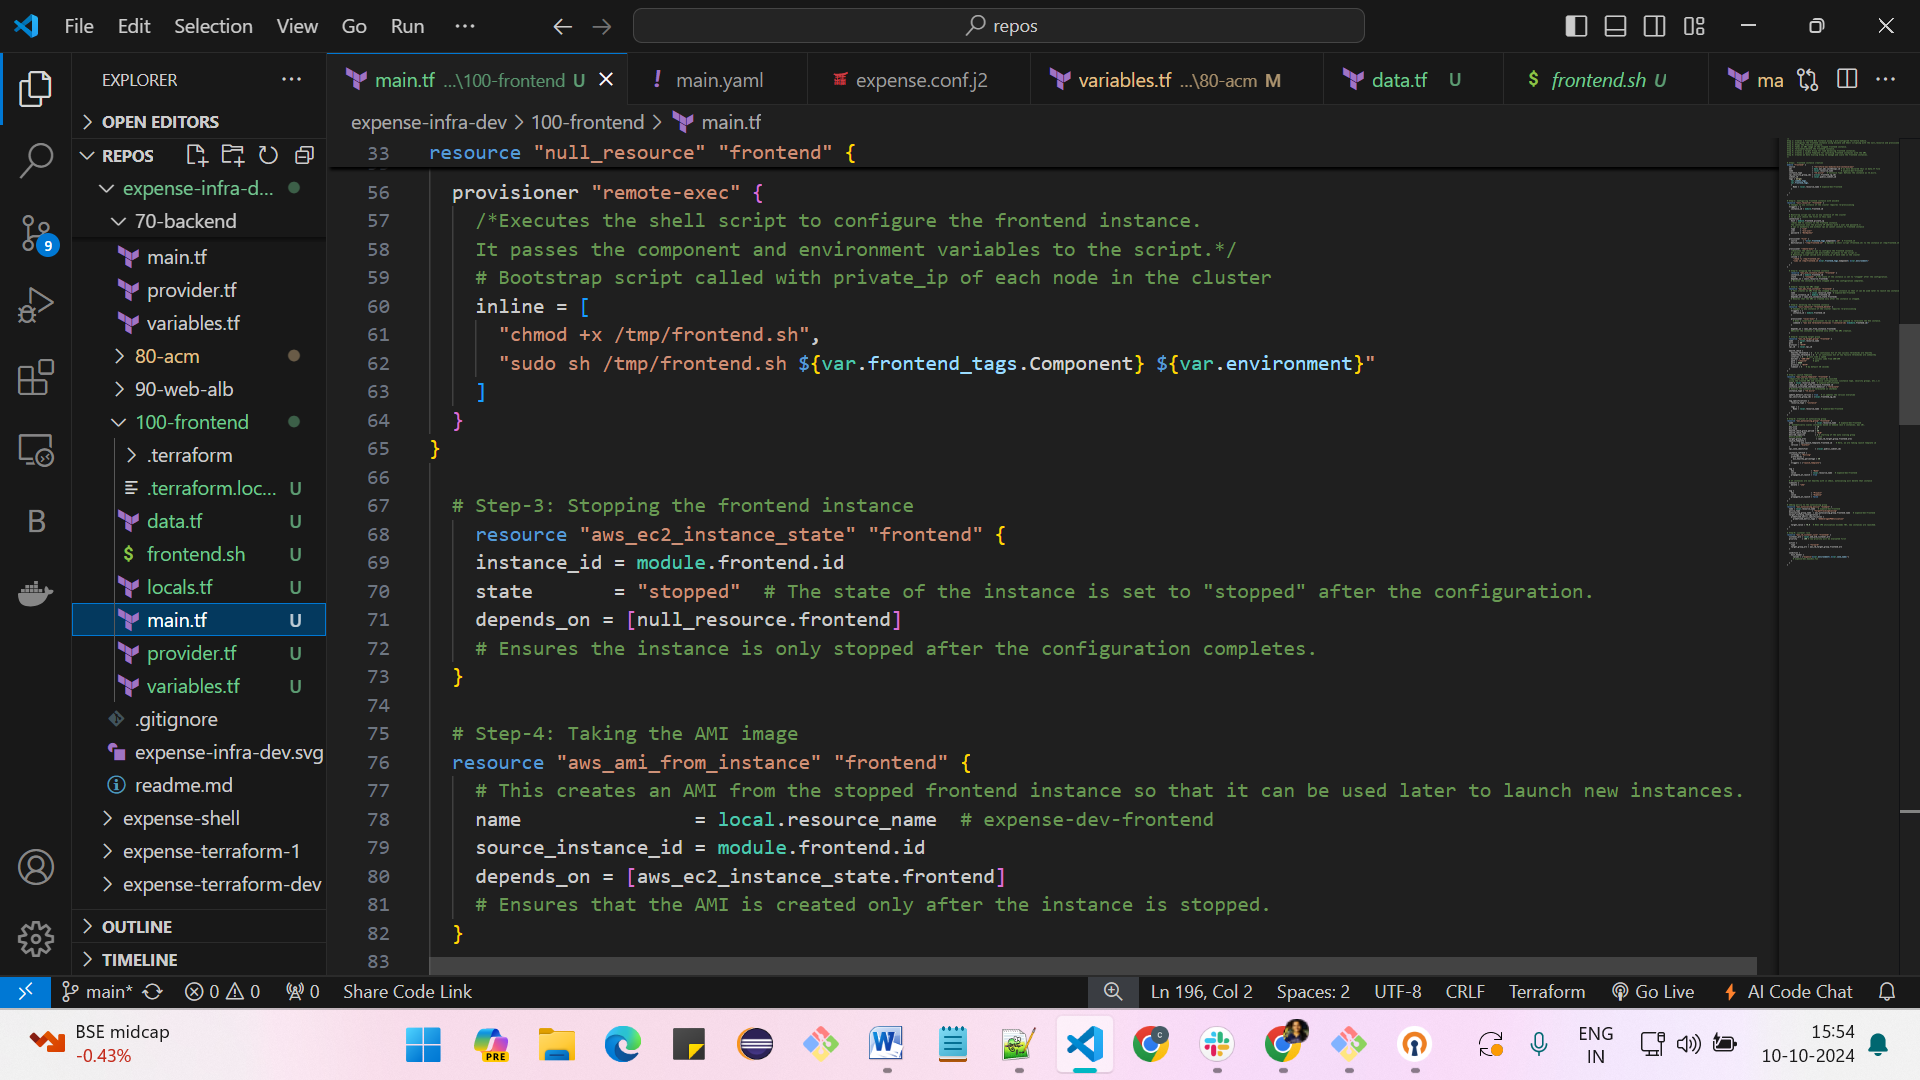 File Edit Selection View Go Run ··· repos
EXPLORER ···
main.tf ...\100-frontend U
! main.yaml
expense.conf.j2
variables.tf ...\80-acm M
data.tf U
$ frontend.sh U
ma
OPEN EDITORS
REPOS
expense-infra-d...
70-backend
main.tf
provider.tf
variables.tf
80-acm
90-web-alb
100-frontend
.terraform
.terraform.loc... U
data.tf U
$ frontend.sh U
locals.tf U
main.tf U
provider.tf U
variables.tf U
.gitignore
expense-infra-dev.svg
readme.md
expense-shell
expense-terraform-1
expense-terraform-dev
OUTLINE
TIMELINE
9
B
expense-infra-dev > 100-frontend > main.tf
33 resource "null_resource" "frontend" {
56 provisioner "remote-exec" {
57 /*Executes the shell script to configure the frontend instance.
58 It passes the component and environment variables to the script.*/
59 # Bootstrap script called with private_ip of each node in the cluster
60 inline = [
61 "chmod +x /tmp/frontend.sh",
62 "sudo sh /tmp/frontend.sh ${var.frontend_tags.Component} ${var.environment}"
63 ]
64 }
65 }
66
67 # Step-3: Stopping the frontend instance
68 resource "aws_ec2_instance_state" "frontend" {
69 instance_id = module.frontend.id
70 state = "stopped" # The state of the instance is set to "stopped" after the configuration.
71 depends_on = [null_resource.frontend]
72 # Ensures the instance is only stopped after the configuration completes.
73 }
74
75 # Step-4: Taking the AMI image
76 resource "aws_ami_from_instance" "frontend" {
77 # This creates an AMI from the stopped frontend instance so that it can be used later to launch new instances.
78 name = local.resource_name # expense-dev-frontend
79 source_instance_id = module.frontend.id
80 depends_on = [aws_ec2_instance_state.frontend]
81 # Ensures that the AMI is created only after the instance is stopped.
82 }
83
main* 0 0 0 Share Code Link Ln 196, Col 2 Spaces: 2 UTF-8 CRLF Terraform Go Live AI Code Chat
BSE midcap
-0.43%
PRE
ENG
IN
15:54
10-10-2024